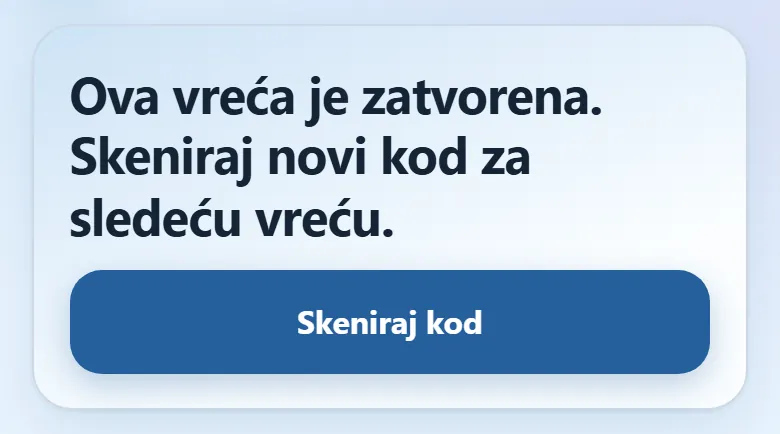 Ova vreća je zatvorena.
Skeniraj novi kod za
sledeću vreću.
Skeniraj kod